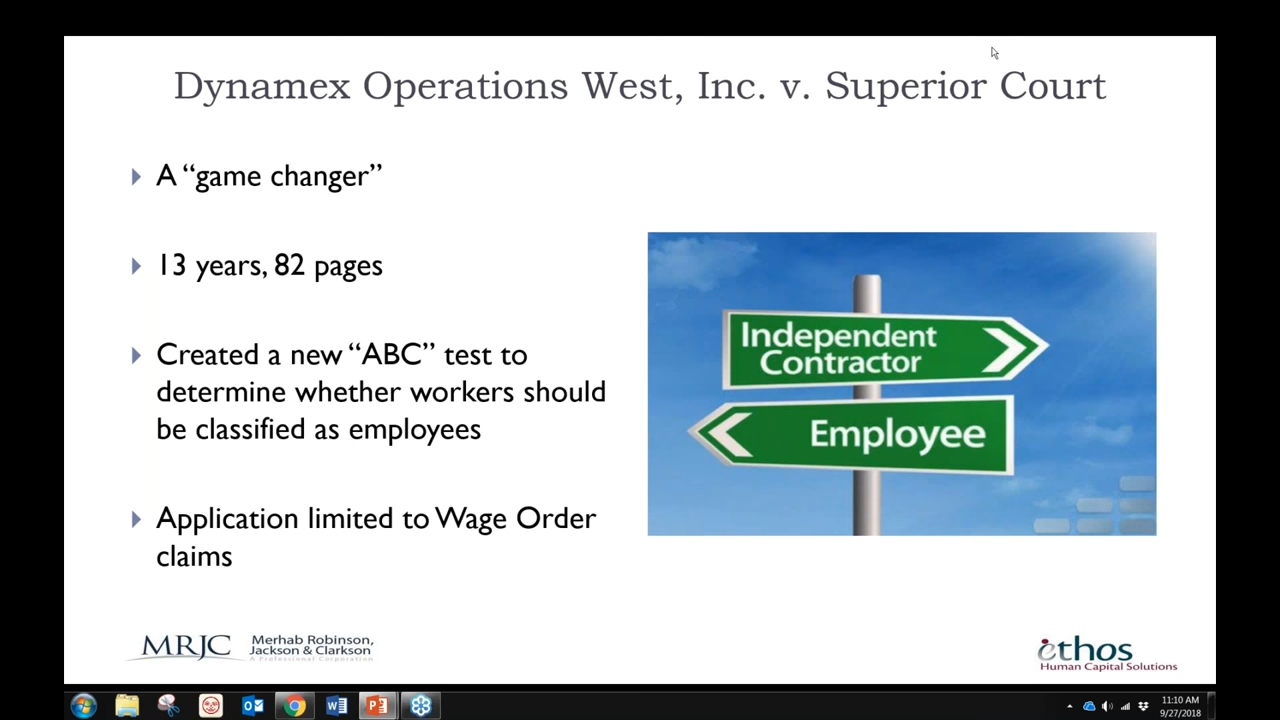 Dynamex Operations West, Inc. v. Superior Court
A “game changer”
13 years, 82 pages
Created a new “ABC” test to
determine whether workers should
be classified as employees
Application limited to Wage Order
claims
Independent
Contractor
Employee
MRJC
Merhab Robinson,
Jackson & Clarkson
A Professional Corporation
ėthos
Human Capital Solutions
11:10 AM
9/27/2018